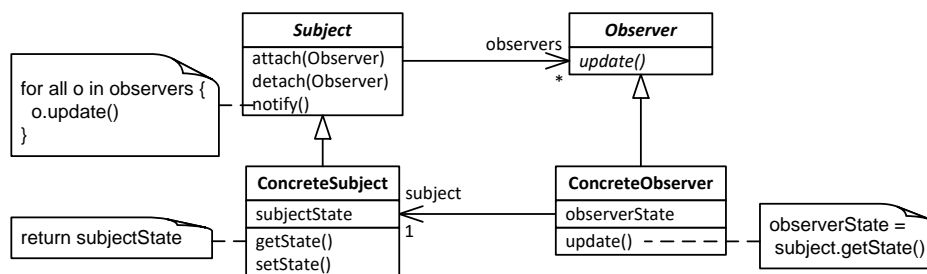 Subject
attach(Observer)
detach(Observer)
notify()
observers
*
Observer
update()
for all o in observers {
o.update()
}
ConcreteSubject
subjectState
getState()
setState()
subject
1
ConcreteObserver
observerState
update()
return subjectState
observerState =
subject.getState()